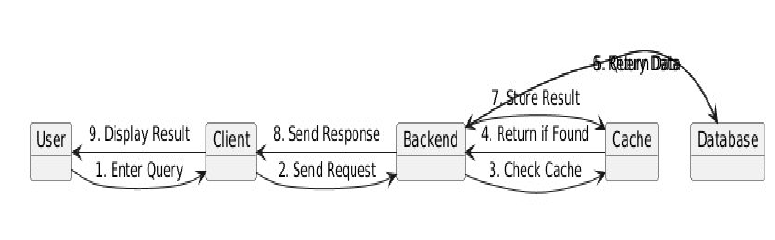 7. Store Result
User
9. Display Result
Client
8. Send Response
Backend
4. Return if Found
Cache
Database
1. Enter Query
2. Send Request
3. Check Cache